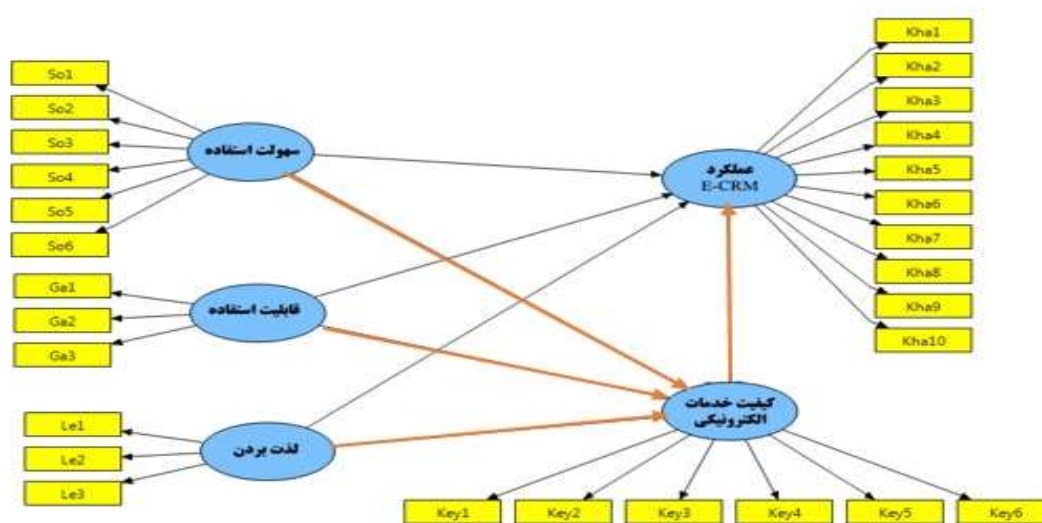 So1
So2
So3
So4
So5
So6
سهولت استفاده
Ga1
Ga2
Ga3
قابلیت استفاده
Le1
Le2
Le3
لذت بردن
عملکرد
E-CRM
Kha1
Kha2
Kha3
Kha4
Kha5
Kha6
Kha7
Kha8
Kha9
Kha10
کیفیت خدمات
الکترونیکی
Key1
Key2
Key3
Key4
Key5
Key6